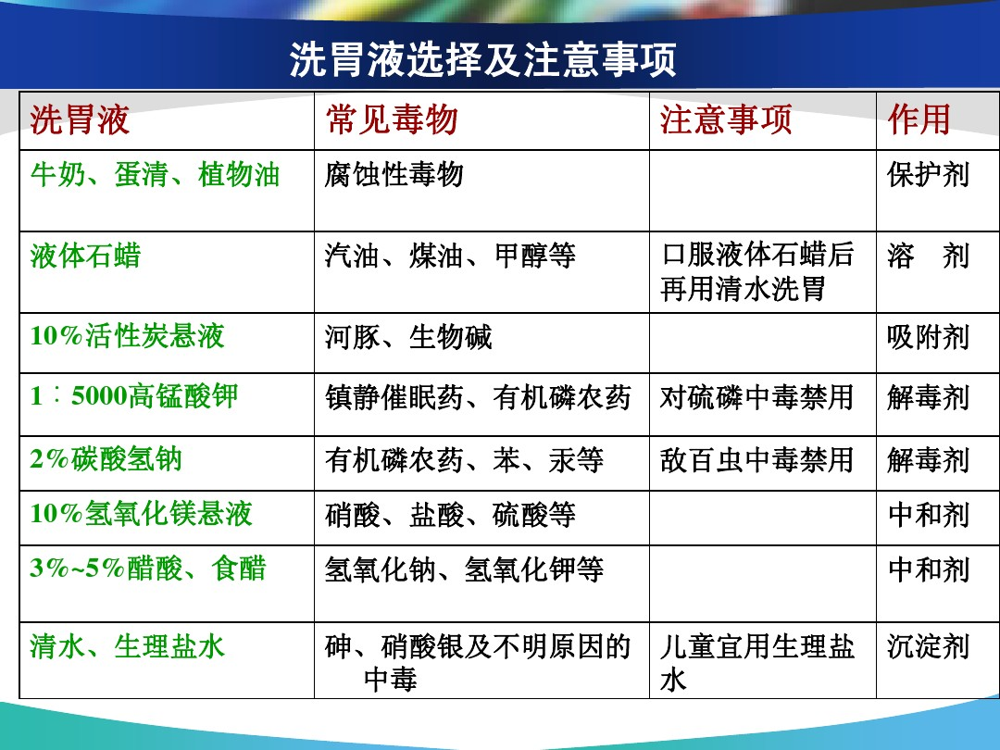 洗胃液选择及注意事项
洗胃液 常见毒物 注意事项 作用
牛奶、蛋清、植物油 腐蚀性毒物 保护剂
液体石蜡 汽油、煤油、甲醇等 口服液体石蜡后 溶 剂
再用清水洗胃
10%活性炭悬液 河豚、生物碱 吸附剂
1︰5000高锰酸钾 镇静催眠药、有机磷农药 对硫磷中毒禁用 解毒剂
2%碳酸氢钠 有机磷农药、苯、汞等 敌百虫中毒禁用 解毒剂
10%氢氧化镁悬液 硝酸、盐酸、硫酸等 中和剂
3%~5%醋酸、食醋 氢氧化钠、氢氧化钾等 中和剂
清水、生理盐水 砷、硝酸银及不明原因的 儿童宜用生理盐 沉淀剂
中毒 水